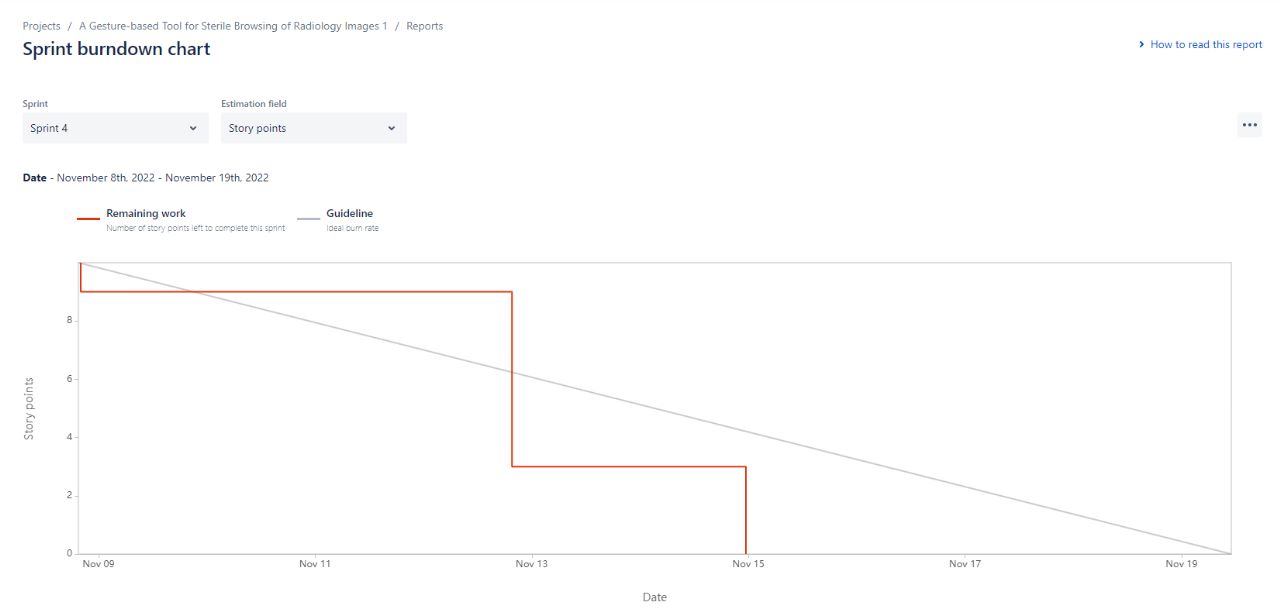 Projects / A Gesture-based Tool for Sterile Browsing of Radiology Images 1 / Reports
Sprint burndown chart
How to read this report
Sprint
Estimation field
Sprint 4
Story points
Date - November 8th, 2022 - November 19th, 2022
Remaining work
Number of story points left to complete this sprint
Guideline
Ideal burn rate
8
6
4
2
0
Story points
Nov 09
Nov 11
Nov 13
Nov 15
Nov 17
Nov 19
Date